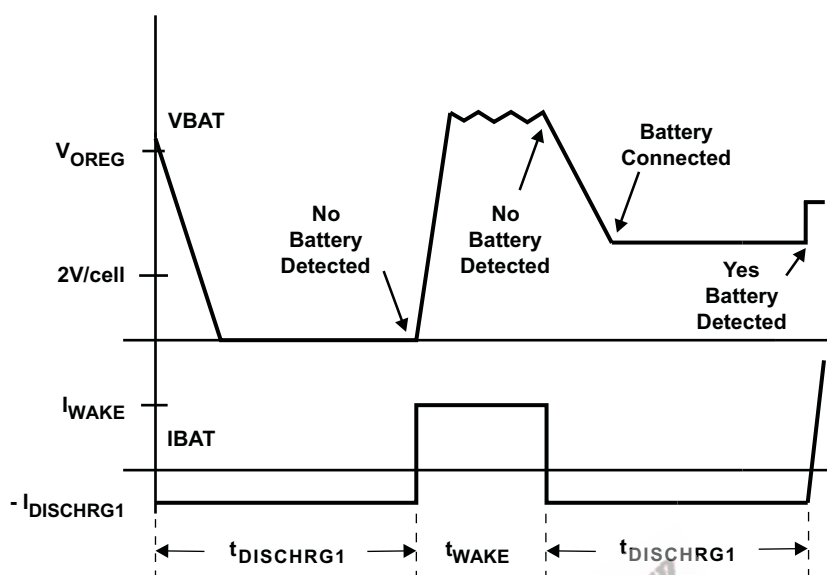 VBAT
VOREG
Battery
Connected
No
Battery
Detected
No
Battery
Detected
2V/cell
Yes
Battery
Detected
IWAKE
IBAT
- IDISCHRG1
tDISCHRG1
tWAKE
tDISCHRG1